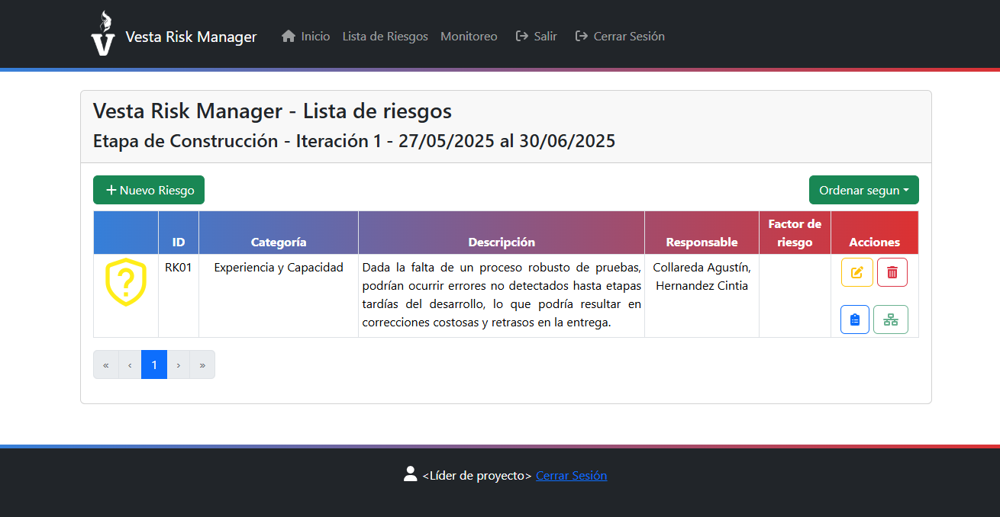 V
Vesta Risk Manager Inicio Lista de Riesgos Monitoreo Salir Cerrar Sesión
Vesta Risk Manager - Lista de riesgos
Etapa de Construcción - Iteración 1 - 27/05/2025 al 30/06/2025
+ Nuevo Riesgo
Ordenar segun
ID
Categoría
Descripción
Responsable
Factor de
riesgo
Acciones
?
RK01
Experiencia y Capacidad
Dada la falta de un proceso robusto de pruebas,
podrían ocurrir errores no detectados hasta etapas
tardías del desarrollo, lo que podría resultar en
correcciones costosas y retrasos en la entrega.
Collareda Agustín,
Hernandez Cintia
« ‹ 1 › »
<Líder de proyecto> Cerrar Sesión